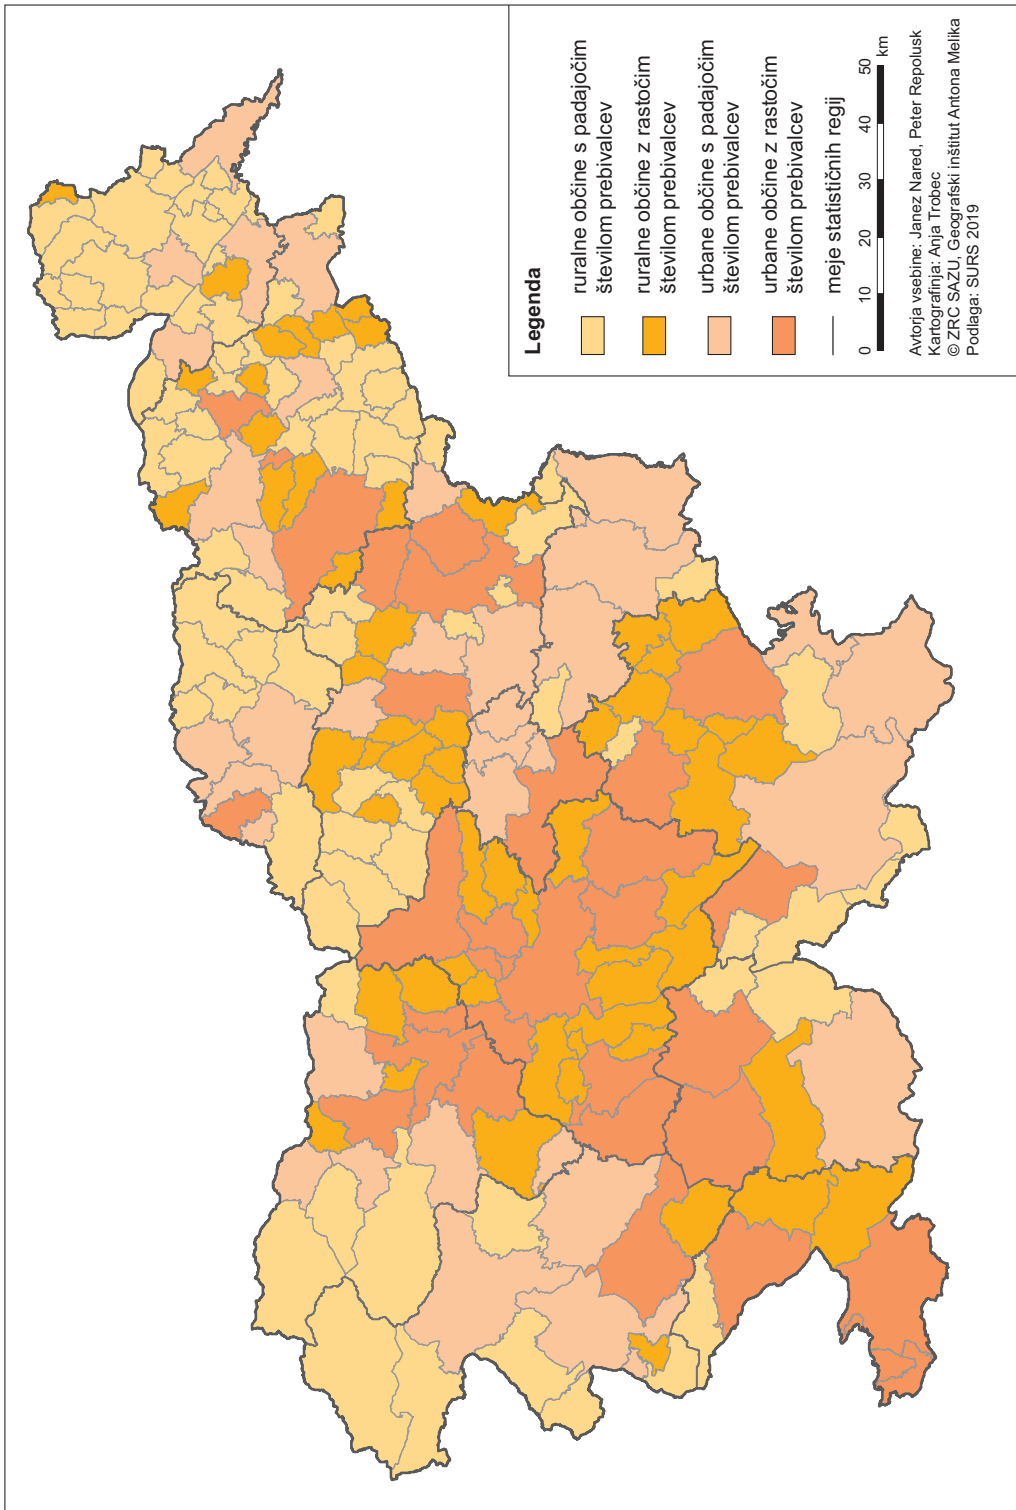 Legenda
ruralne občine s padajočim
številom prebivalcev
ruralne občine z rastočim
številom prebivalcev
urbane občine s padajočim
številom prebivalcev
urbane občine z rastočim
številom prebivalcev
meje statističnih regij
0 10 20 30 40 50
km
Avtorja vsebine: Janez Nared, Peter Repolusk
Kartografinja: Anja Trobec
© ZRC SAZU, Geografski inštitut Antona Melika
Podlaga: SURS 2019